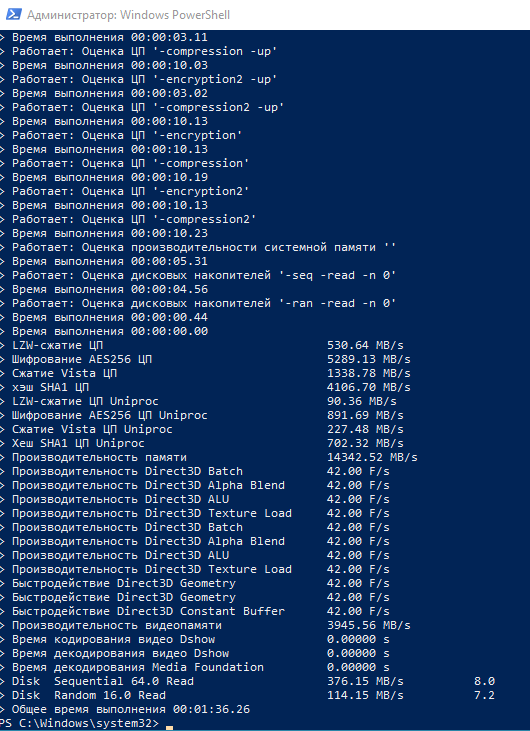 Администратор: Windows PowerShell
> Время выполнения 00:00:03.11
> Работает: Оценка ЦП '-compression -up'
> Время выполнения 00:00:10.03
> Работает: Оценка ЦП '-encryption2 -up'
> Время выполнения 00:00:03.02
> Работает: Оценка ЦП '-compression2 -up'
> Время выполнения 00:00:10.13
> Работает: Оценка ЦП '-encryption'
> Время выполнения 00:00:10.13
> Работает: Оценка ЦП '-compression'
> Время выполнения 00:00:10.19
> Работает: Оценка ЦП '-encryption2'
> Время выполнения 00:00:10.13
> Работает: Оценка ЦП '-compression2'
> Время выполнения 00:00:10.23
> Работает: Оценка производительности системной памяти ''
> Время выполнения 00:00:05.31
> Работает: Оценка дисковых накопителей '-seq -read -n 0'
> Время выполнения 00:00:04.56
> Работает: Оценка дисковых накопителей '-ran -read -n 0'
> Время выполнения 00:00:00.44
> Время выполнения 00:00:00.00
> LZW-сжатие ЦП 530.64 MB/s
> Шифрование AES256 ЦП 5289.13 MB/s
> Сжатие Vista ЦП 1338.78 MB/s
> хэш SHA1 ЦП 4106.70 MB/s
> LZW-сжатие ЦП Uniproc 90.36 MB/s
> Шифрование AES256 ЦП Uniproc 891.69 MB/s
> Сжатие Vista ЦП Uniproc 227.48 MB/s
> Хеш SHA1 ЦП Uniproc 702.32 MB/s
> Производительность памяти 14342.52 MB/s
> Производительность Direct3D Batch 42.00 F/s
> Производительность Direct3D Alpha Blend 42.00 F/s
> Производительность Direct3D ALU 42.00 F/s
> Производительность Direct3D Texture Load 42.00 F/s
> Производительность Direct3D Batch 42.00 F/s
> Производительность Direct3D Alpha Blend 42.00 F/s
> Производительность Direct3D ALU 42.00 F/s
> Производительность Direct3D Texture Load 42.00 F/s
> Быстродействие Direct3D Geometry 42.00 F/s
> Быстродействие Direct3D Geometry 42.00 F/s
> Быстродействие Direct3D Constant Buffer 42.00 F/s
> Производительность видеопамяти 3945.56 MB/s
> Время кодирования видео Dshow 0.00000 s
> Время декодирования видео Dshow 0.00000 s
> Время декодирования Media Foundation 0.00000 s
> Disk  Sequential 64.0 Read 376.15 MB/s 8.0
> Disk  Random 16.0 Read 114.15 MB/s 7.2
> Общее время выполнения 00:01:36.26
PS C:\Windows\system32> _